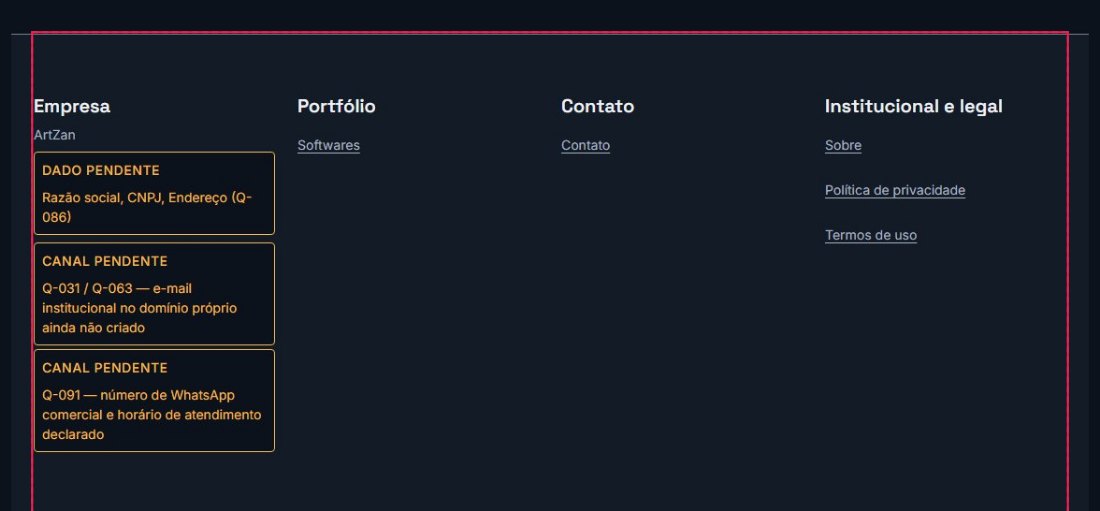 Empresa
ArtZan
DADO PENDENTE
Razão social, CNPJ, Endereço (Q-
086)
CANAL PENDENTE
Q-031 / Q-063 — e-mail
institucional no domínio próprio
ainda não criado
CANAL PENDENTE
Q-091 — número de WhatsApp
comercial e horário de atendimento
declarado
Portfólio
Softwares
Contato
Contato
Institucional e legal
Sobre
Política de privacidade
Termos de uso